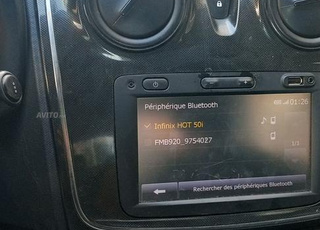 AVITO
Périphérique Bluetooth
01:26
Infinix HOT 50i
FMB920_9754027
1/1
Rechercher des périphériques Bluetooth